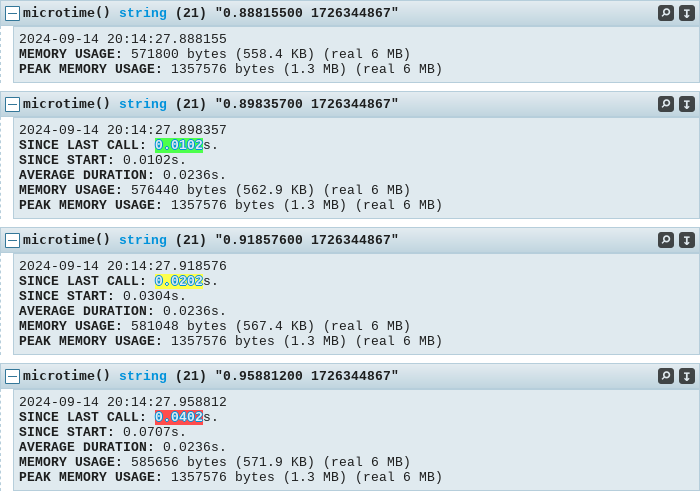 microtime() string (21) "0.88815500 1726344867"
2024-09-14 20:14:27.888155
MEMORY USAGE: 571800 bytes (558.4 KB) (real 6 MB)
PEAK MEMORY USAGE: 1357576 bytes (1.3 MB) (real 6 MB)
microtime() string (21) "0.89835700 1726344867"
2024-09-14 20:14:27.898357
SINCE LAST CALL: 0.0102s.
SINCE START: 0.0102s.
AVERAGE DURATION: 0.0236s.
MEMORY USAGE: 576440 bytes (562.9 KB) (real 6 MB)
PEAK MEMORY USAGE: 1357576 bytes (1.3 MB) (real 6 MB)
microtime() string (21) "0.91857600 1726344867"
2024-09-14 20:14:27.918576
SINCE LAST CALL: 0.0202s.
SINCE START: 0.0304s.
AVERAGE DURATION: 0.0236s.
MEMORY USAGE: 581048 bytes (567.4 KB) (real 6 MB)
PEAK MEMORY USAGE: 1357576 bytes (1.3 MB) (real 6 MB)
microtime() string (21) "0.95881200 1726344867"
2024-09-14 20:14:27.958812
SINCE LAST CALL: 0.0402s.
SINCE START: 0.0707s.
AVERAGE DURATION: 0.0236s.
MEMORY USAGE: 585656 bytes (571.9 KB) (real 6 MB)
PEAK MEMORY USAGE: 1357576 bytes (1.3 MB) (real 6 MB)